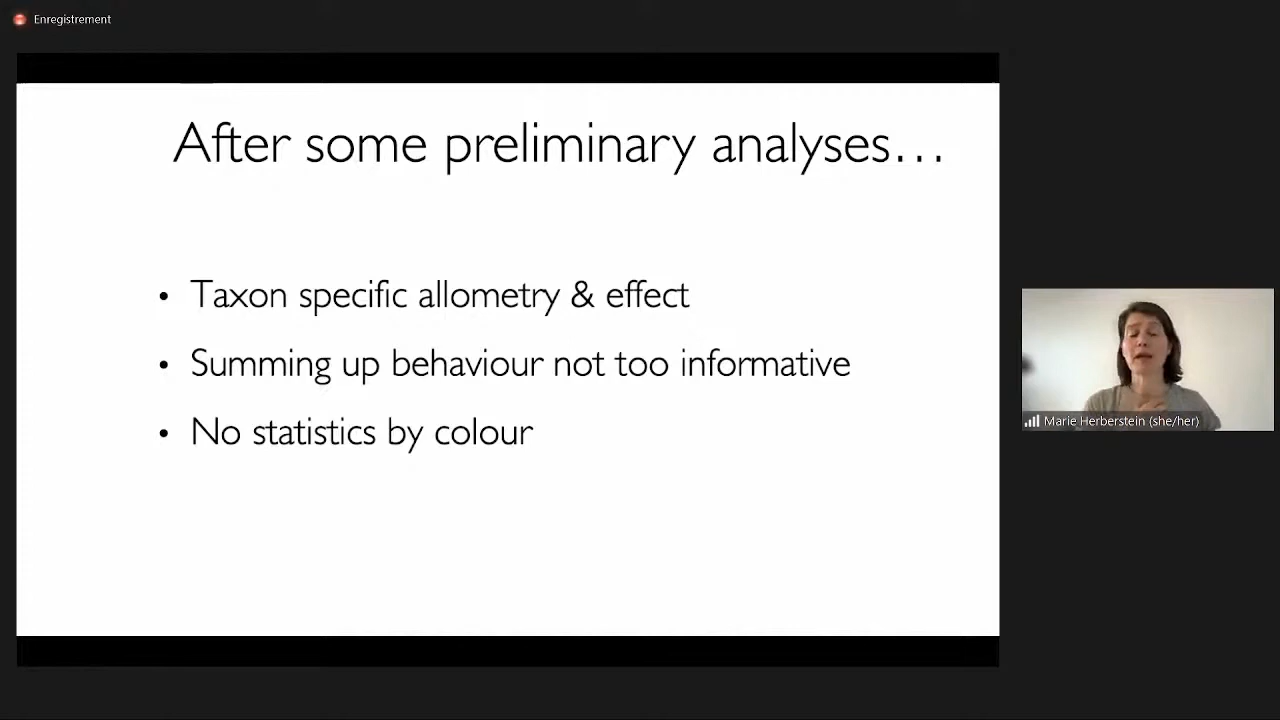 Enregistrement
After some preliminary analyses...
• Taxon specific allometry & effect
• Summing up behaviour not too informative
• No statistics by colour
Marie Herberstein (she/her)